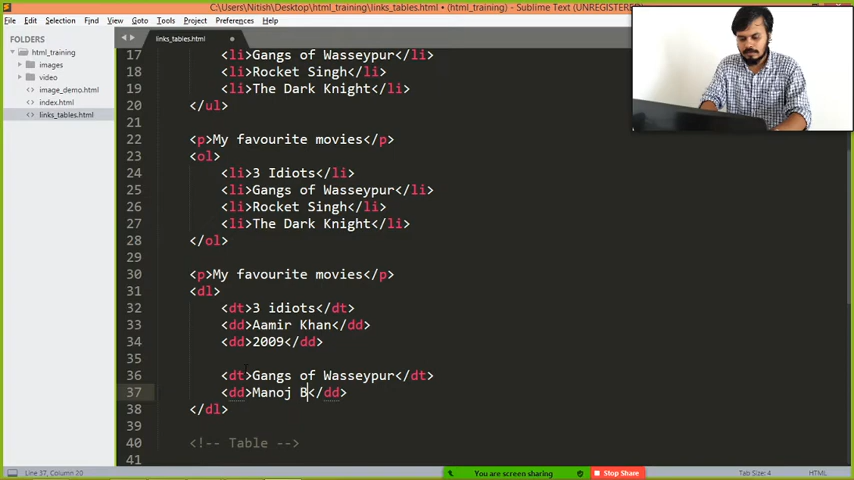 C:\Users\Nitish\Desktop\html_training\links_tables.html • (html_training) - Sublime Text (UNREGISTERED)
File Edit Selection Find View Goto Tools Project Preferences Help
FOLDERS
html_training
images
video
image_demo.html
index.html
links_tables.html
links_tables.html
17 <li>Gangs of Wasseypur</li>
18 <li>Rocket Singh</li>
19 <li>The Dark Knight</li>
20 </ul>
21
22 <p>My favourite movies</p>
23 <ol>
24 <li>3 Idiots</li>
25 <li>Gangs of Wasseypur</li>
26 <li>Rocket Singh</li>
27 <li>The Dark Knight</li>
28 </ol>
29
30 <p>My favourite movies</p>
31 <dl>
32 <dt>3 idiots</dt>
33 <dd>Aamir Khan</dd>
34 <dd>2009</dd>
35
36 <dt>Gangs of Wasseypur</dt>
37 <dd>Manoj B</dd>
38 </dl>
39
40 <!-- Table -->
41
Line 37, Column 20
You are screen sharing
Stop Share
Tab Size: 4
HTML